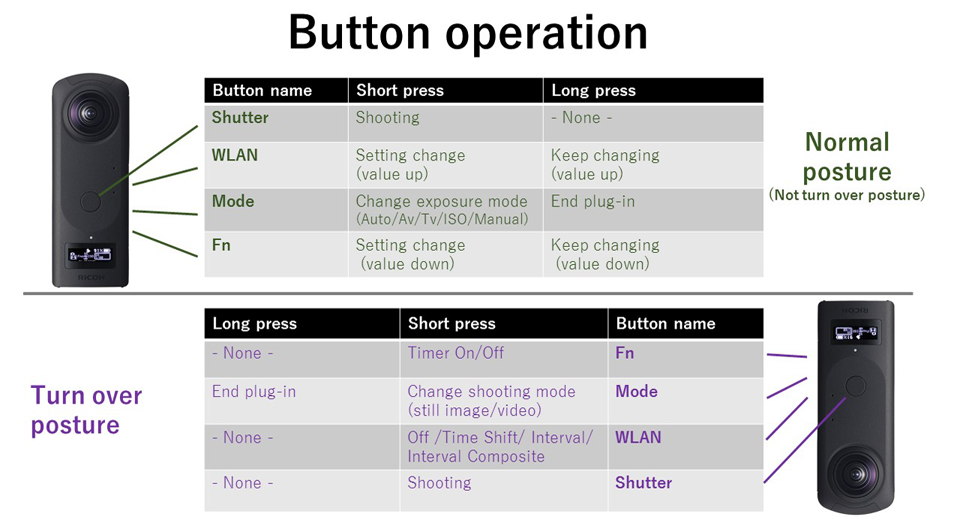 Button operation
Button name Short press Long press
Shutter Shooting - None -
WLAN Setting change Keep changing
(value up) (value up)
Mode Change exposure mode End plug-in
(Auto/Av/Tv/ISO/Manual)
Fn Setting change Keep changing
(value down) (value down)
Normal
posture
(Not turn over posture)
RICOH
Long press Short press Button name
- None - Timer On/Off Fn
End plug-in Change shooting mode Mode
(still image/video)
- None - Off /Time Shift/ Interval/ WLAN
Interval Composite
- None - Shooting Shutter
Turn over
posture
RICOH